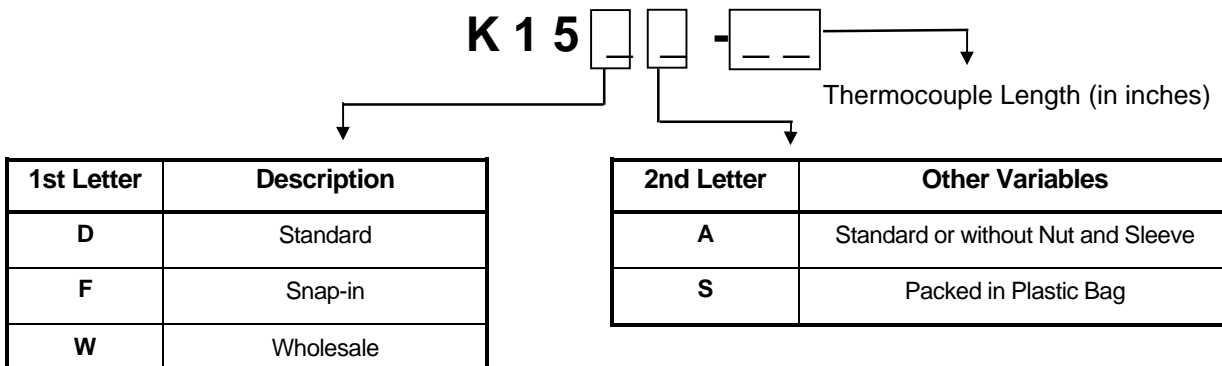 K 1 5 _ _ - _ _
Thermocouple Length (in inches)
1st Letter Description
D Standard
F Snap-in
W Wholesale
2nd Letter Other Variables
A Standard or without Nut and Sleeve
S Packed in Plastic Bag